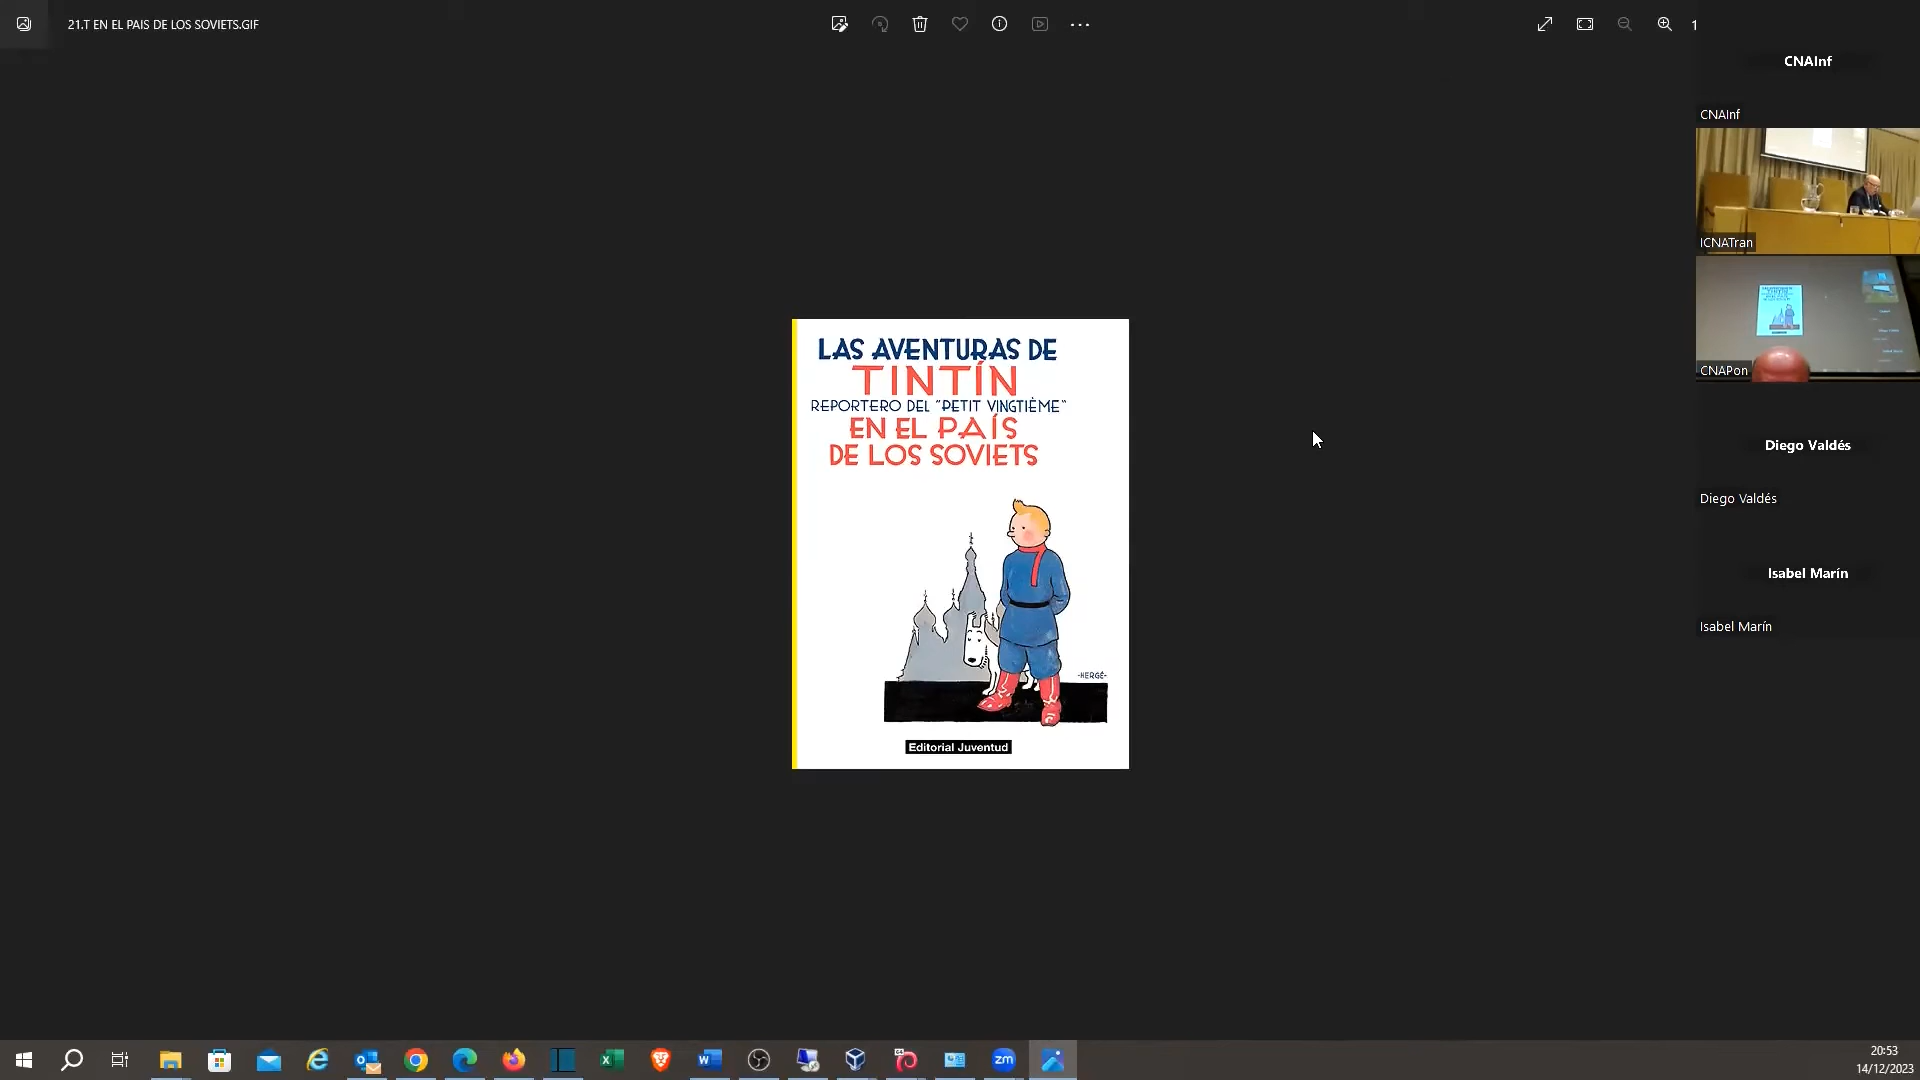 21.T EN EL PAIS DE LOS SOVIETS.GIF
1
CNAInf
CNAInf
ICNATran
CNAPon
Diego Valdés
Diego Valdés
Isabel Marín
Isabel Marín
LAS AVENTURAS DE
TINTÍN
REPORTERO DEL "PETIT VINGTIÈME"
EN EL PAÍS
DE LOS SOVIETS
-HERGÉ-
Editorial Juventud
zm
20:53
14/12/2023